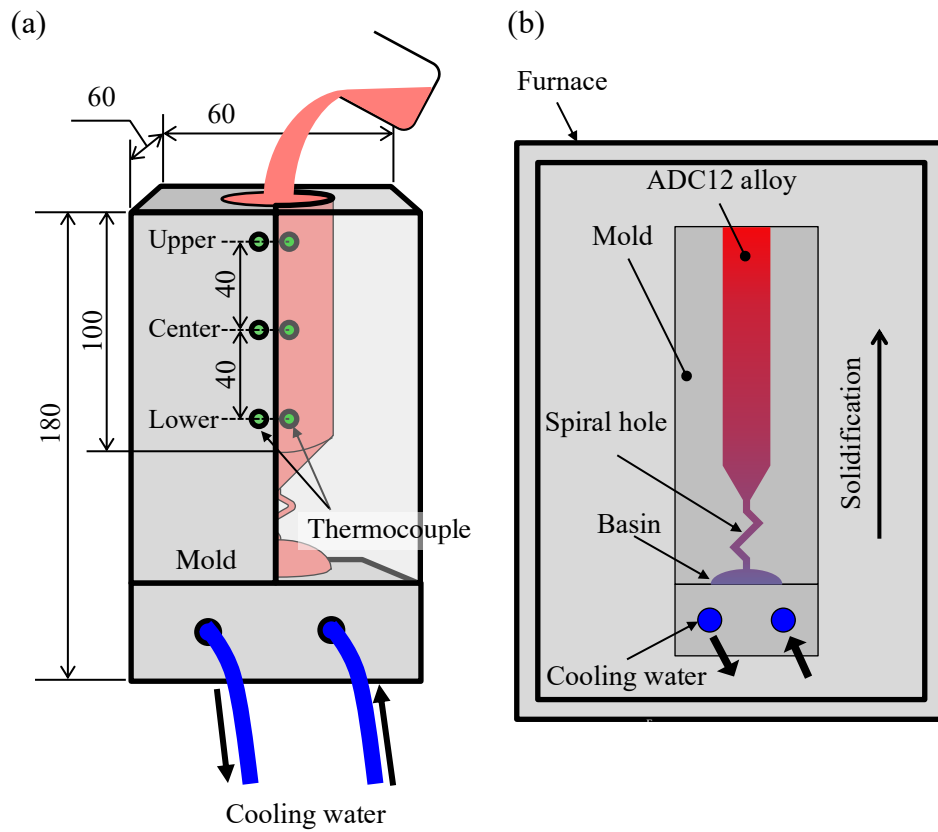 (a)
60
60
Upper
40
Center
100
40
180
Lower
Thermocouple
Mold
Cooling water
(b)
Furnace
ADC12 alloy
Mold
Solidification
Spiral hole
Basin
Cooling water